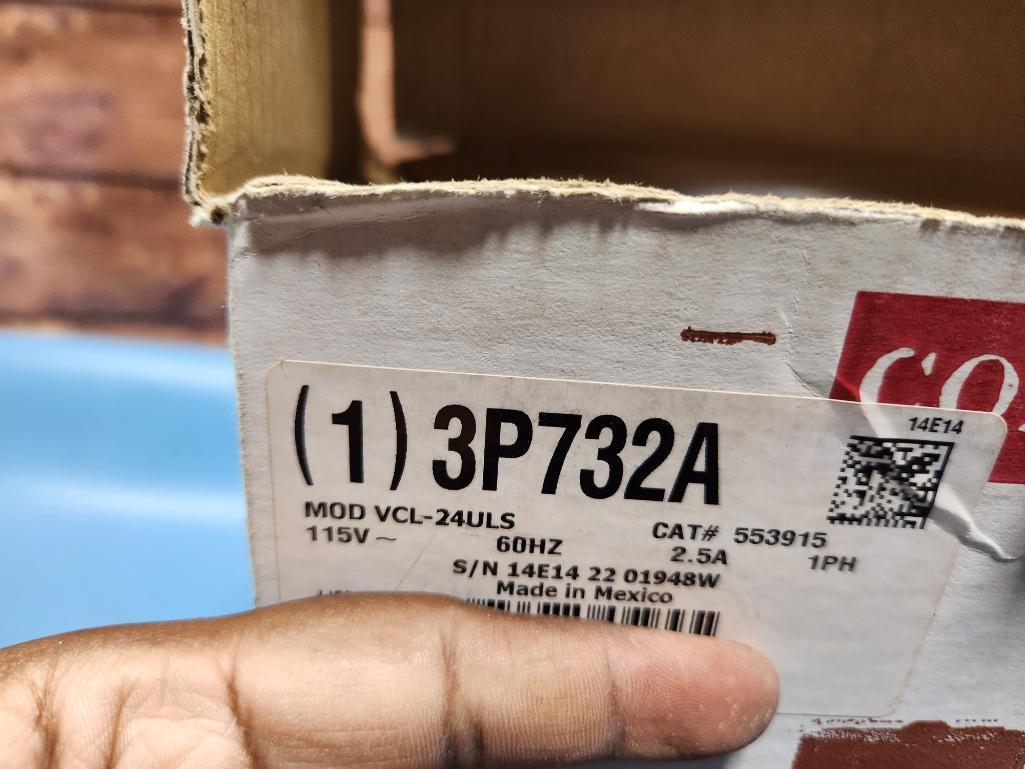 (1) 3P732A
14E14
MOD VCL-24ULS
CAT# 553915
115V ~ 60HZ 2.5A 1PH
S/N 14E14 22 01948W
Made in Mexico